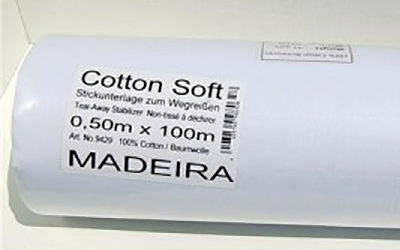 Cotton Soft
Stickunterlage zum Wegreißen
Tear-Away Stabilizer Non-tissé à déchirer
0,50m x 100m
Art. No.9429 100% Cotton / Baumwolle
MADEIRA